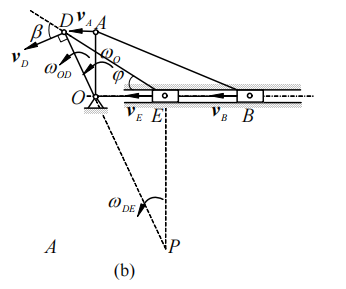 D v_A A
β
v_D ω_OD ω_O φ
O v_E E v_B B
ω_DE
A P
(b)